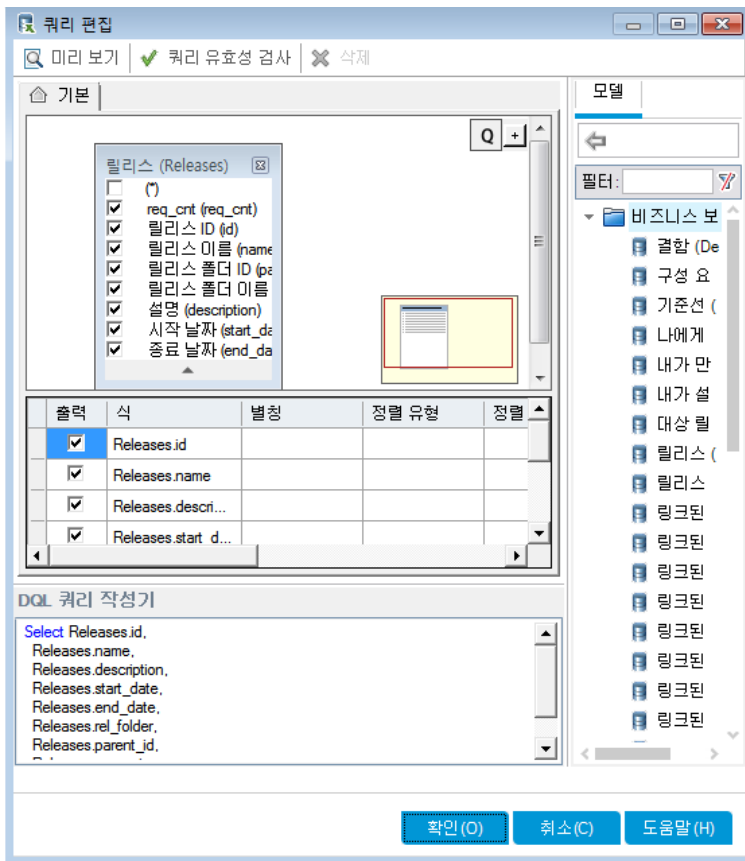 쿼리 편집
미리 보기 쿼리 유효성 검사 삭제
기본
Q +
릴리스 (Releases)
(*)
req_cnt (req_cnt)
릴리스 ID (id)
릴리스 이름 (name
릴리스 폴더 ID (pa
릴리스 폴더 이름
설명 (description)
시작 날짜 (start_da
종료 날짜 (end_da
출력 식 별칭 정렬 유형 정렬
Releases.id
Releases.name
Releases.descri...
Releases.start_d...
DQL 쿼리 작성기
Select Releases.id,
Releases.name,
Releases.description,
Releases.start_date,
Releases.end_date,
Releases.rel_folder,
Releases.parent_id,
모델
필터:
비즈니스 보
결함 (De
구성 요
기준선 (
나에게
내가 만
내가 설
대상 릴
릴리스 (
릴리스
링크된
링크된
링크된
링크된
링크된
링크된
링크된
링크된
확인(O) 취소(C) 도움말(H)